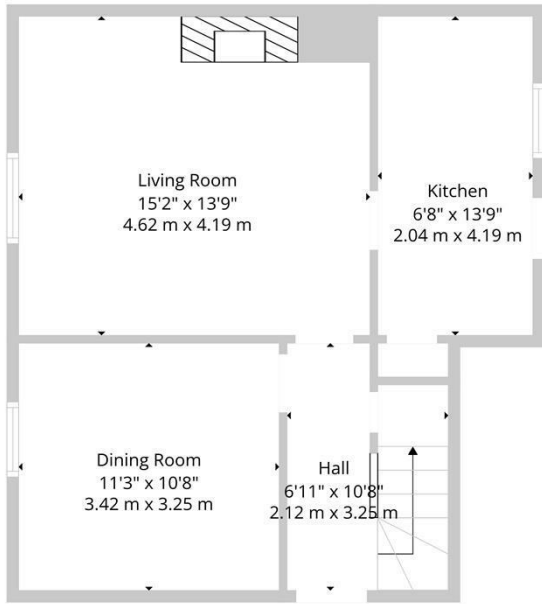 Living Room
15'2" x 13'9"
4.62 m x 4.19 m
Kitchen
6'8" x 13'9"
2.04 m x 4.19 m
Dining Room
11'3" x 10'8"
3.42 m x 3.25 m
Hall
6'11" x 10'8"
2.12 m x 3.25 m